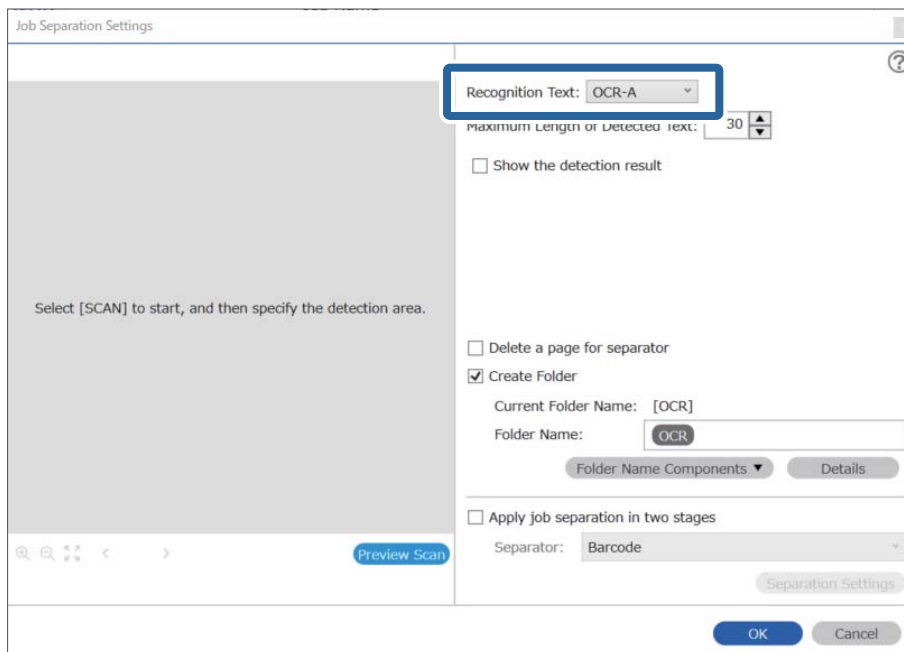 Job Separation Settings
Recognition Text: OCR-A
Maximum Length of Detected Text: 30
Show the detection result
Select [SCAN] to start, and then specify the detection area.
Delete a page for separator
Create Folder
Current Folder Name: [OCR]
Folder Name: OCR
Folder Name Components Details
Apply job separation in two stages
Preview Scan
Separator: Barcode
Separation Settings
OK Cancel